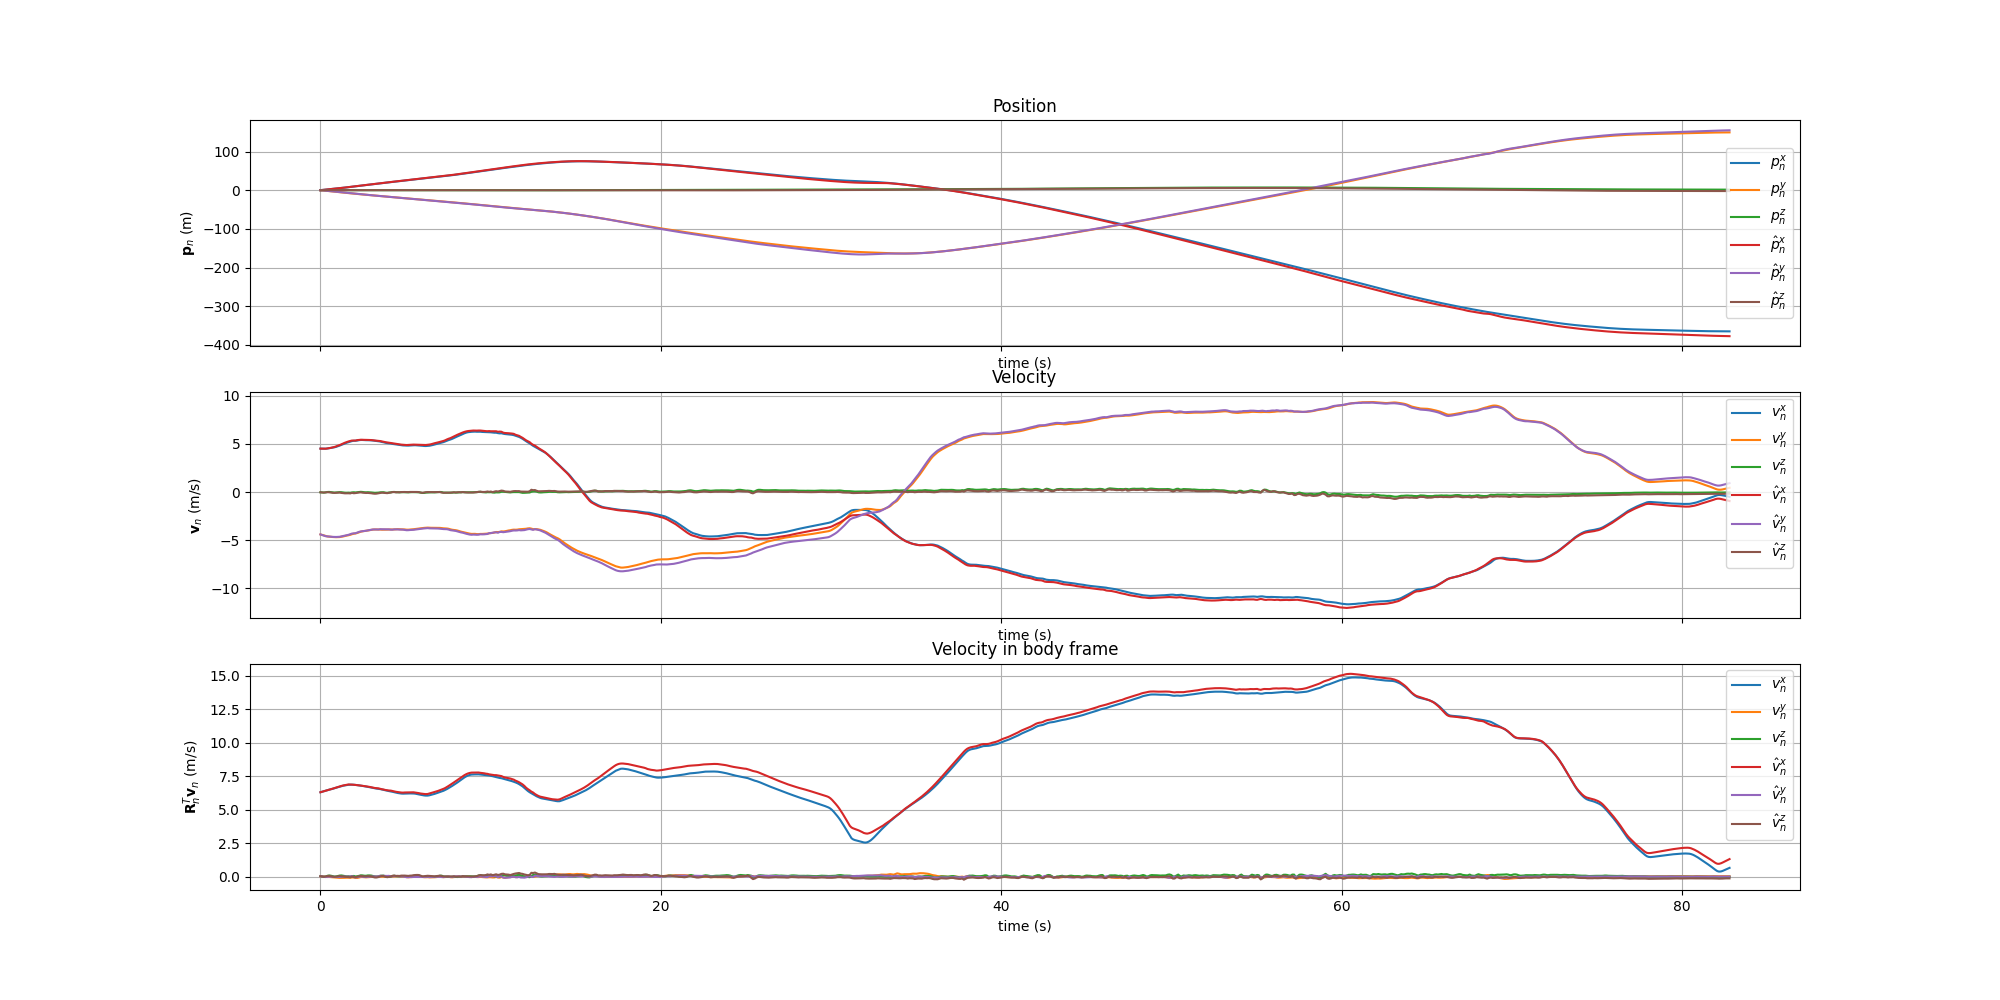 Position
100
0
−100
−200
−300
−400
p_n (m)
p_n^x
p_n^y
p_n^z
p̂_n^x
p̂_n^y
p̂_n^z
time (s)
Velocity
10
5
0
−5
−10
v_n (m/s)
v_n^x
v_n^y
v_n^z
v̂_n^x
v̂_n^y
v̂_n^z
time (s)
Velocity in body frame
15.0
12.5
10.0
7.5
5.0
2.5
0.0
R_n^T v_n (m/s)
v_n^x
v_n^y
v_n^z
v̂_n^x
v̂_n^y
v̂_n^z
0 20 40 60 80
time (s)